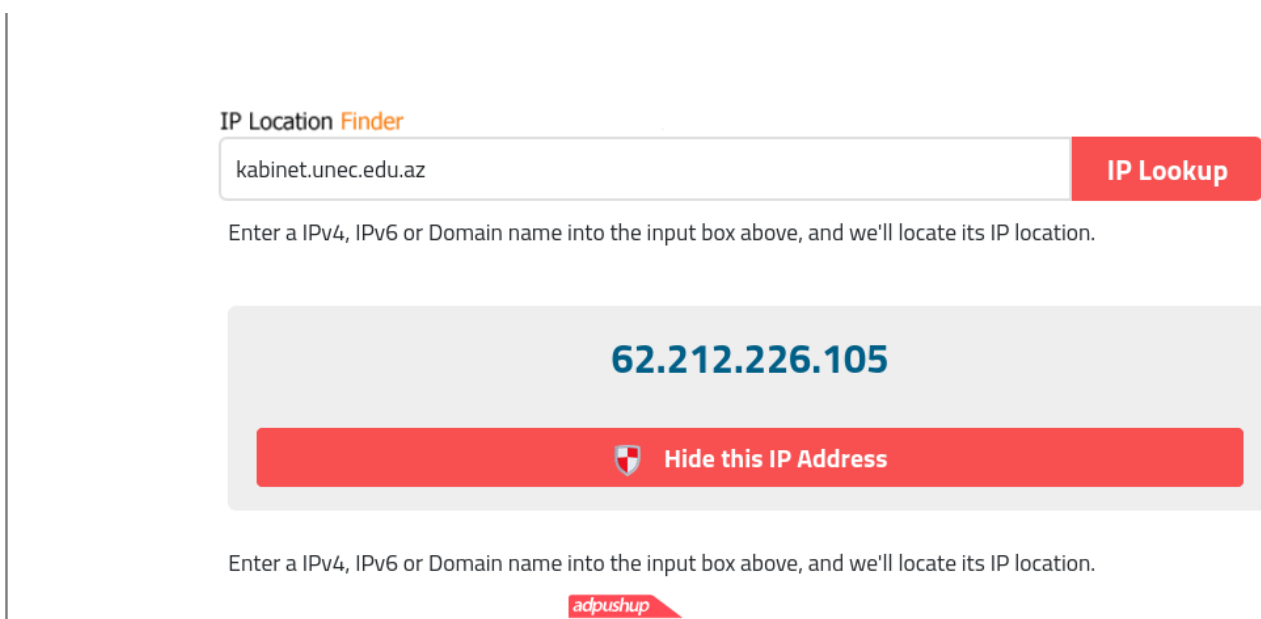 IP Location Finder
kabinet.unec.edu.az
IP Lookup
Enter a IPv4, IPv6 or Domain name into the input box above, and we'll locate its IP location.
62.212.226.105
Hide this IP Address
Enter a IPv4, IPv6 or Domain name into the input box above, and we'll locate its IP location.
adpushup